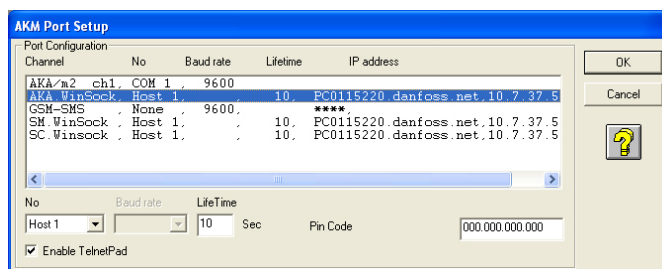 AKM Port Setup
Port Configuration
Channel No Baud rate Lifetime IP address
AKA/m2 ch1, COM 1 , 9600
AKA.WinSock, Host 1, , 10, PC0115220.danfoss.net,10.7.37.5
GSM-SMS , None , 9600, ****,
SM.WinSock , Host 1, , 10, PC0115220.danfoss.net,10.7.37.5
SC.Winsock , Host 1, , 10, PC0115220.danfoss.net,10.7.37.5
OK
Cancel
?
No Baud rate LifeTime
Host 1 10 Sec Pin Code 000.000.000.000
Enable TelnetPad